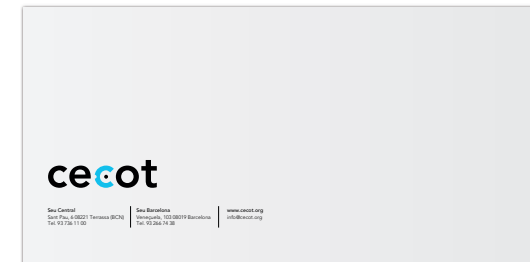 cecot
Seu Central
Sant Pau, 6 08221 Terrassa (BCN)
Tel. 93 736 11 00
Seu Barcelona
Veneçuela, 103 08019 Barcelona
Tel. 93 266 74 38
www.cecot.org
info@cecot.org